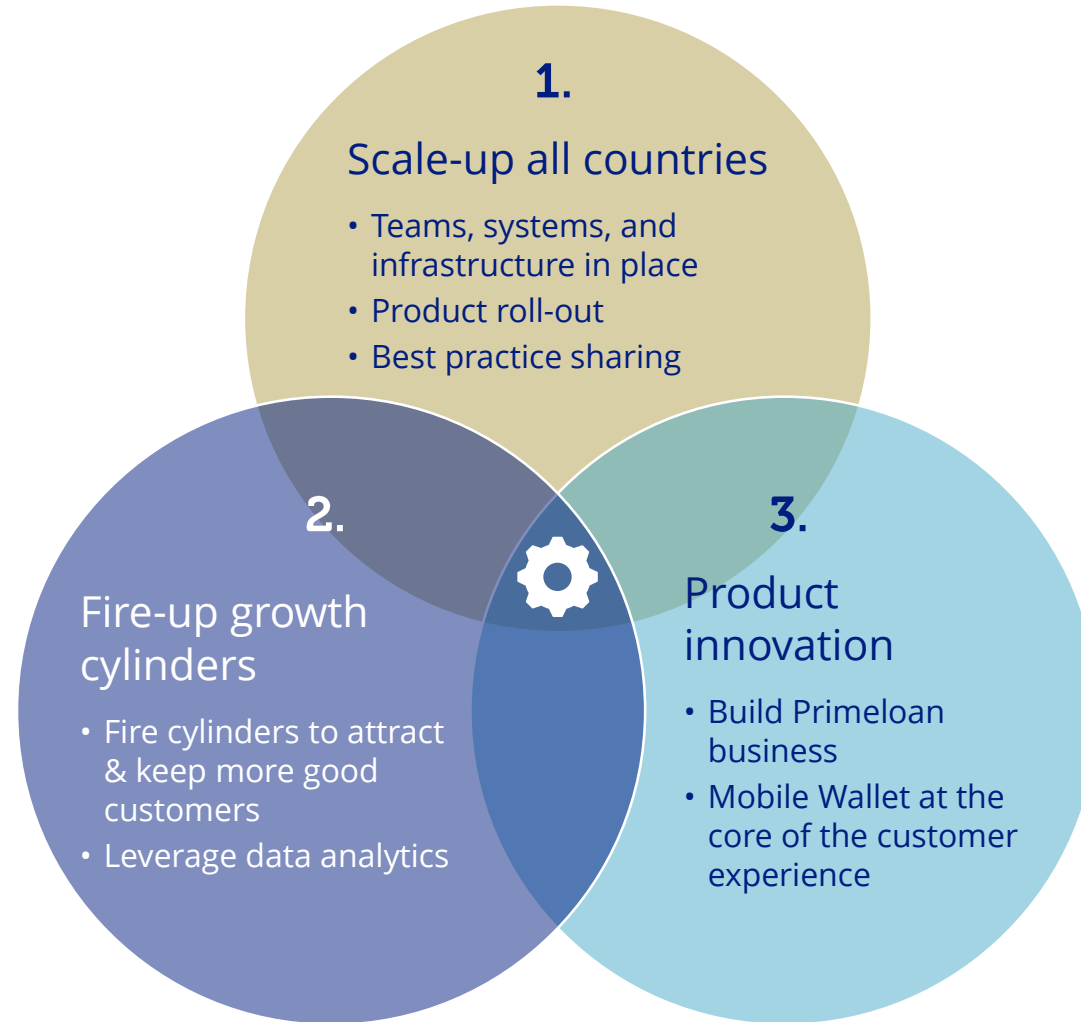 1.
Scale-up all countries
• Teams, systems, and
infrastructure in place
• Product roll-out
• Best practice sharing
2.
Fire-up growth
cylinders
• Fire cylinders to attract
& keep more good
customers
• Leverage data analytics
3.
Product
innovation
• Build Primeloan
business
• Mobile Wallet at the
core of the customer
experience